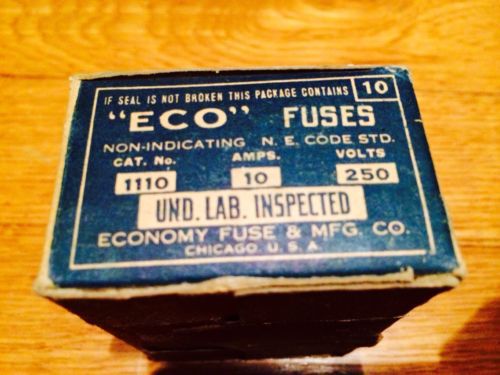 IF SEAL IS NOT BROKEN THIS PACKAGE CONTAINS 10
"ECO" FUSES
NON-INDICATING N. E. CODE STD.
CAT. No. AMPS. VOLTS
1110 10 250
UND. LAB. INSPECTED
ECONOMY FUSE & MFG. CO.
CHICAGO. U. S. A.